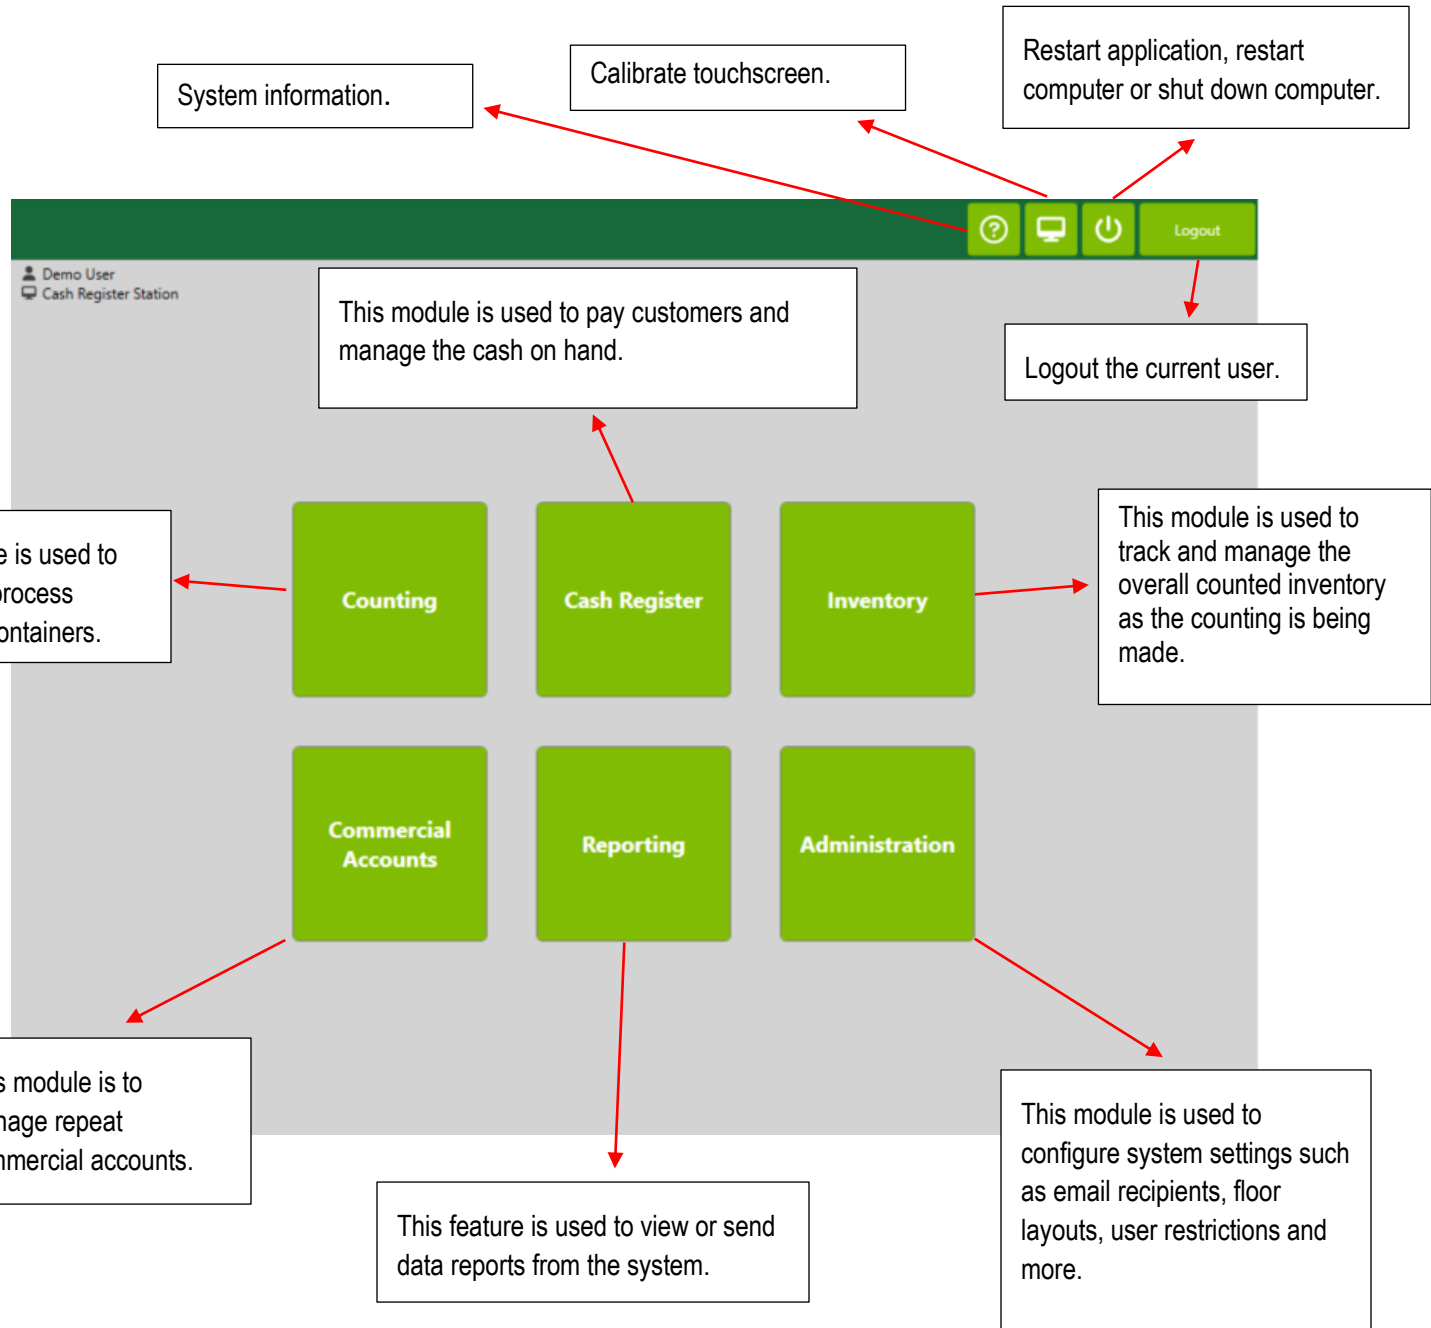 Restart application, restart
computer or shut down computer.
Calibrate touchscreen.
System information.
Logout
Demo User
Cash Register Station
This module is used to pay customers and
manage the cash on hand.
Logout the current user.
is used to
process
Counting
Cash Register
Inventory
This module is used to
track and manage the
overall counted inventory
as the counting is being
made.
Commercial
Accounts
Reporting
Administration
module is to
repeat
accounts.
This feature is used to view or send
data reports from the system.
This module is used to
configure system settings such
as email recipients, floor
layouts, user restrictions and
more.